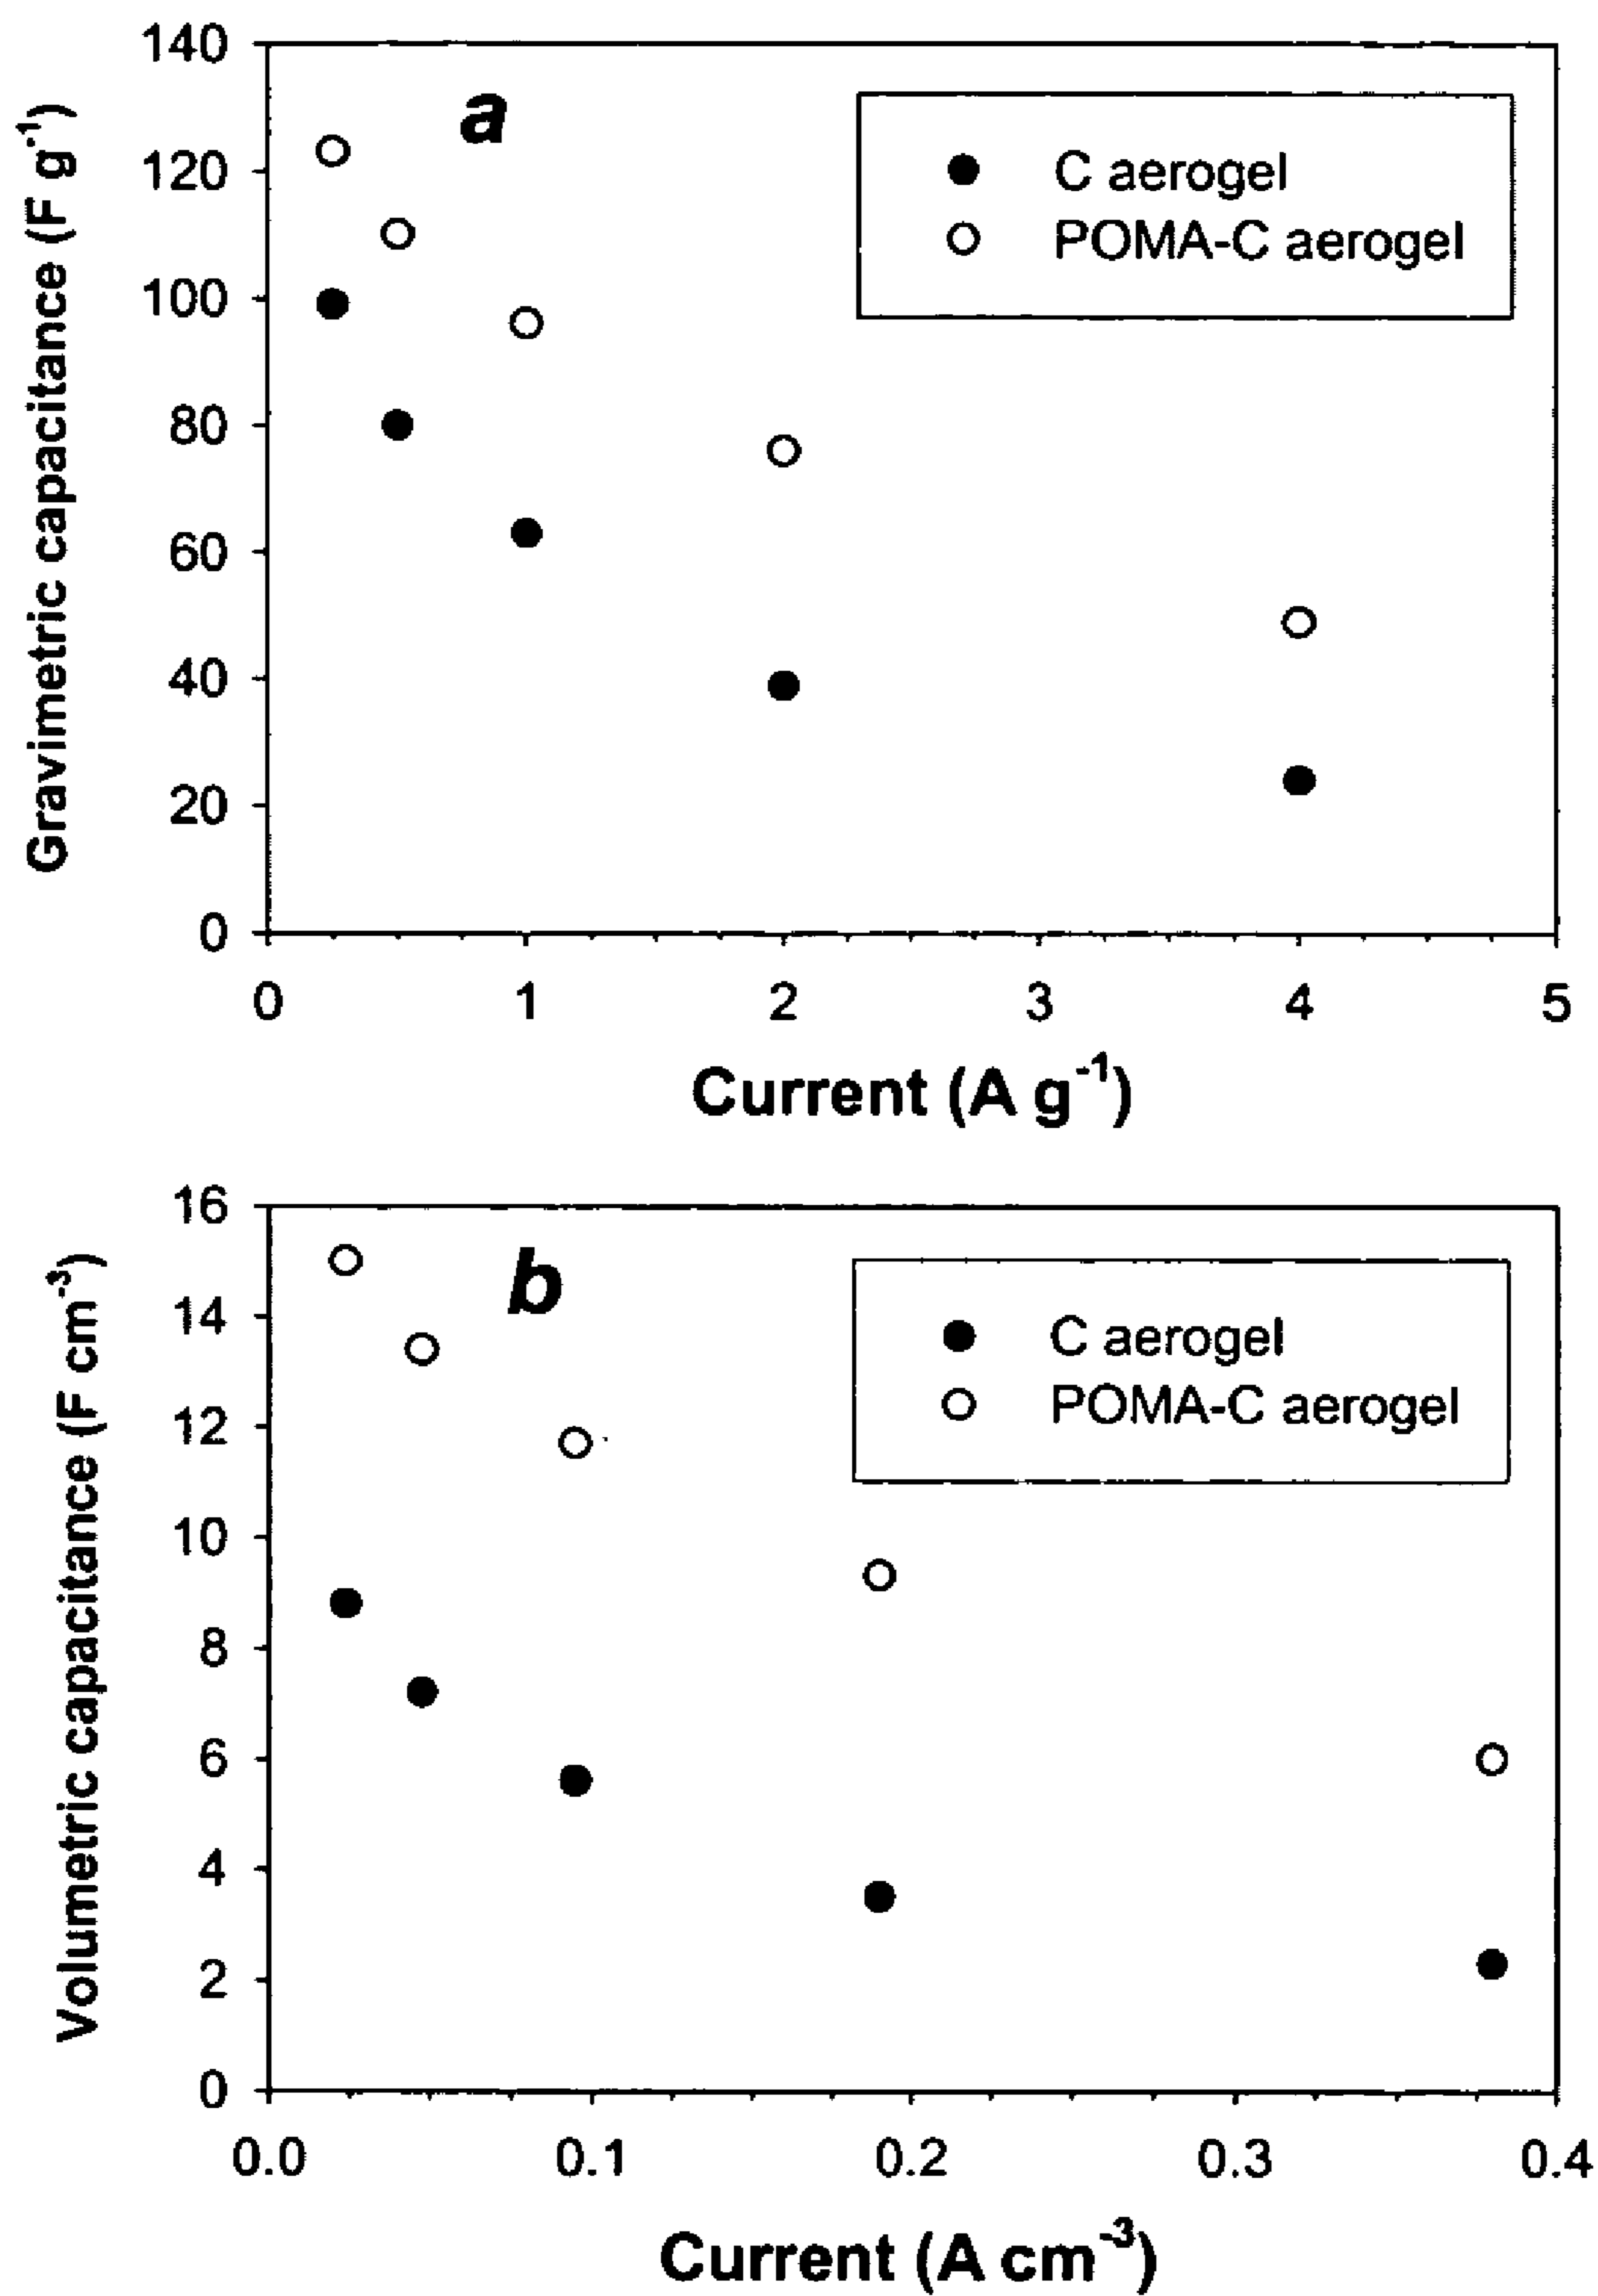 140
120
100
80
60
40
20
0
Gravimetric capacitance (F g⁻¹)
a
C aerogel
POMA-C aerogel
0 1 2 3 4 5
Current (A g⁻¹)
16
14
12
10
8
6
4
2
0
Volumetric capacitance (F cm⁻³)
b
C aerogel
POMA-C aerogel
0.0 0.1 0.2 0.3 0.4
Current (A cm⁻³)